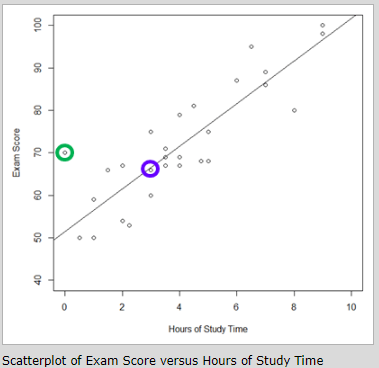 100
90
80
70
60
50
40
Exam Score
0 2 4 6 8 10
Hours of Study Time
Scatterplot of Exam Score versus Hours of Study Time